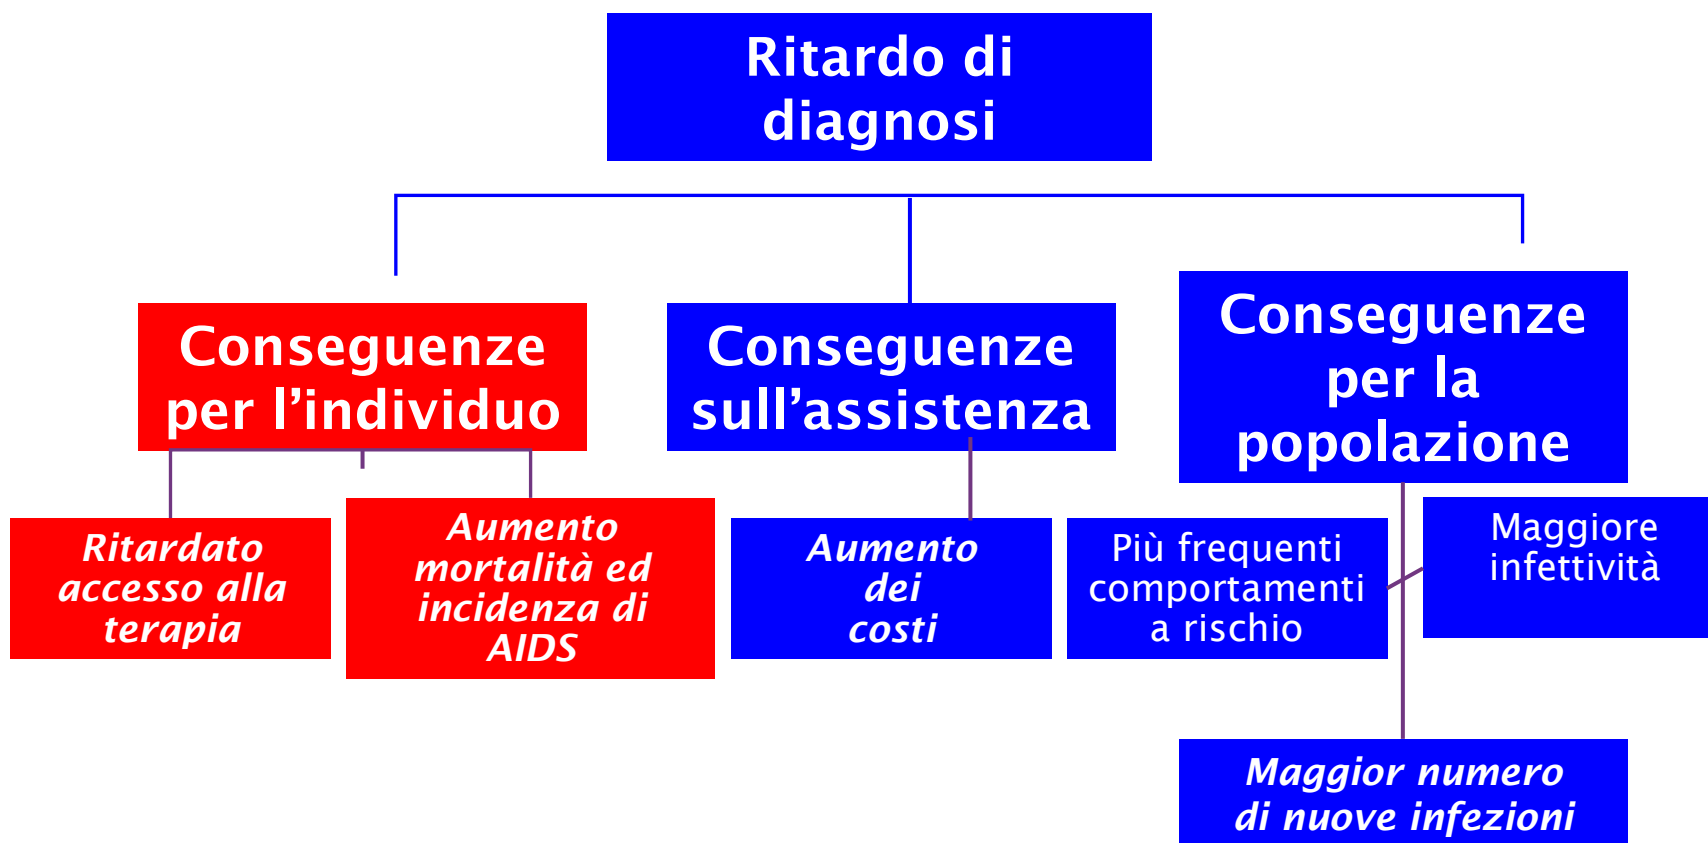 Ritardo di
diagnosi
Conseguenze
per l’individuo
Conseguenze
sull’assistenza
Conseguenze
per la
popolazione
Ritardato
accesso alla
terapia
Aumento
mortalità ed
incidenza di
AIDS
Aumento
dei
costi
Più frequenti
comportamenti
a rischio
Maggiore
infettività
Maggior numero
di nuove infezioni